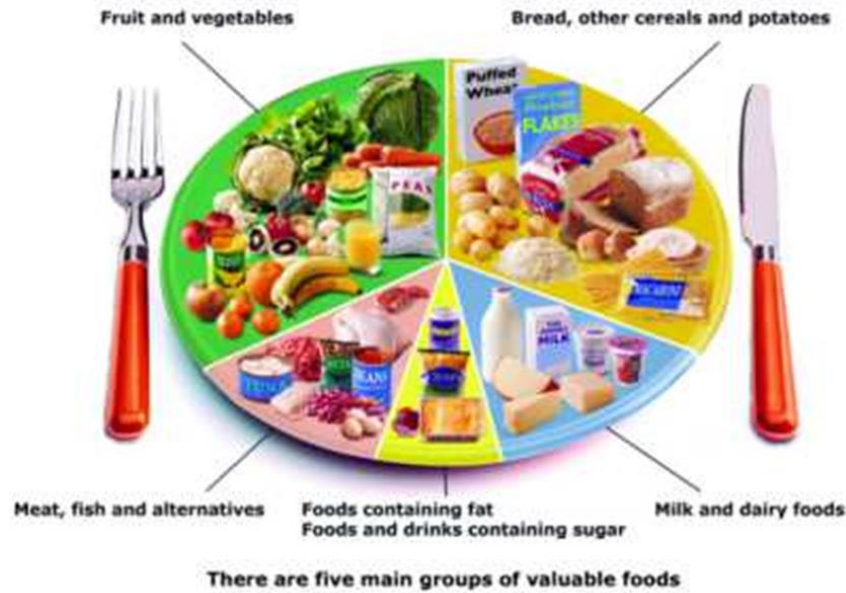 Fruit and vegetables
Bread, other cereals and potatoes
Puffed
Wheat
FLAKES
PEAS
MILK
BEANS
Meat, fish and alternatives
Foods containing fat
Foods and drinks containing sugar
Milk and dairy foods
There are five main groups of valuable foods